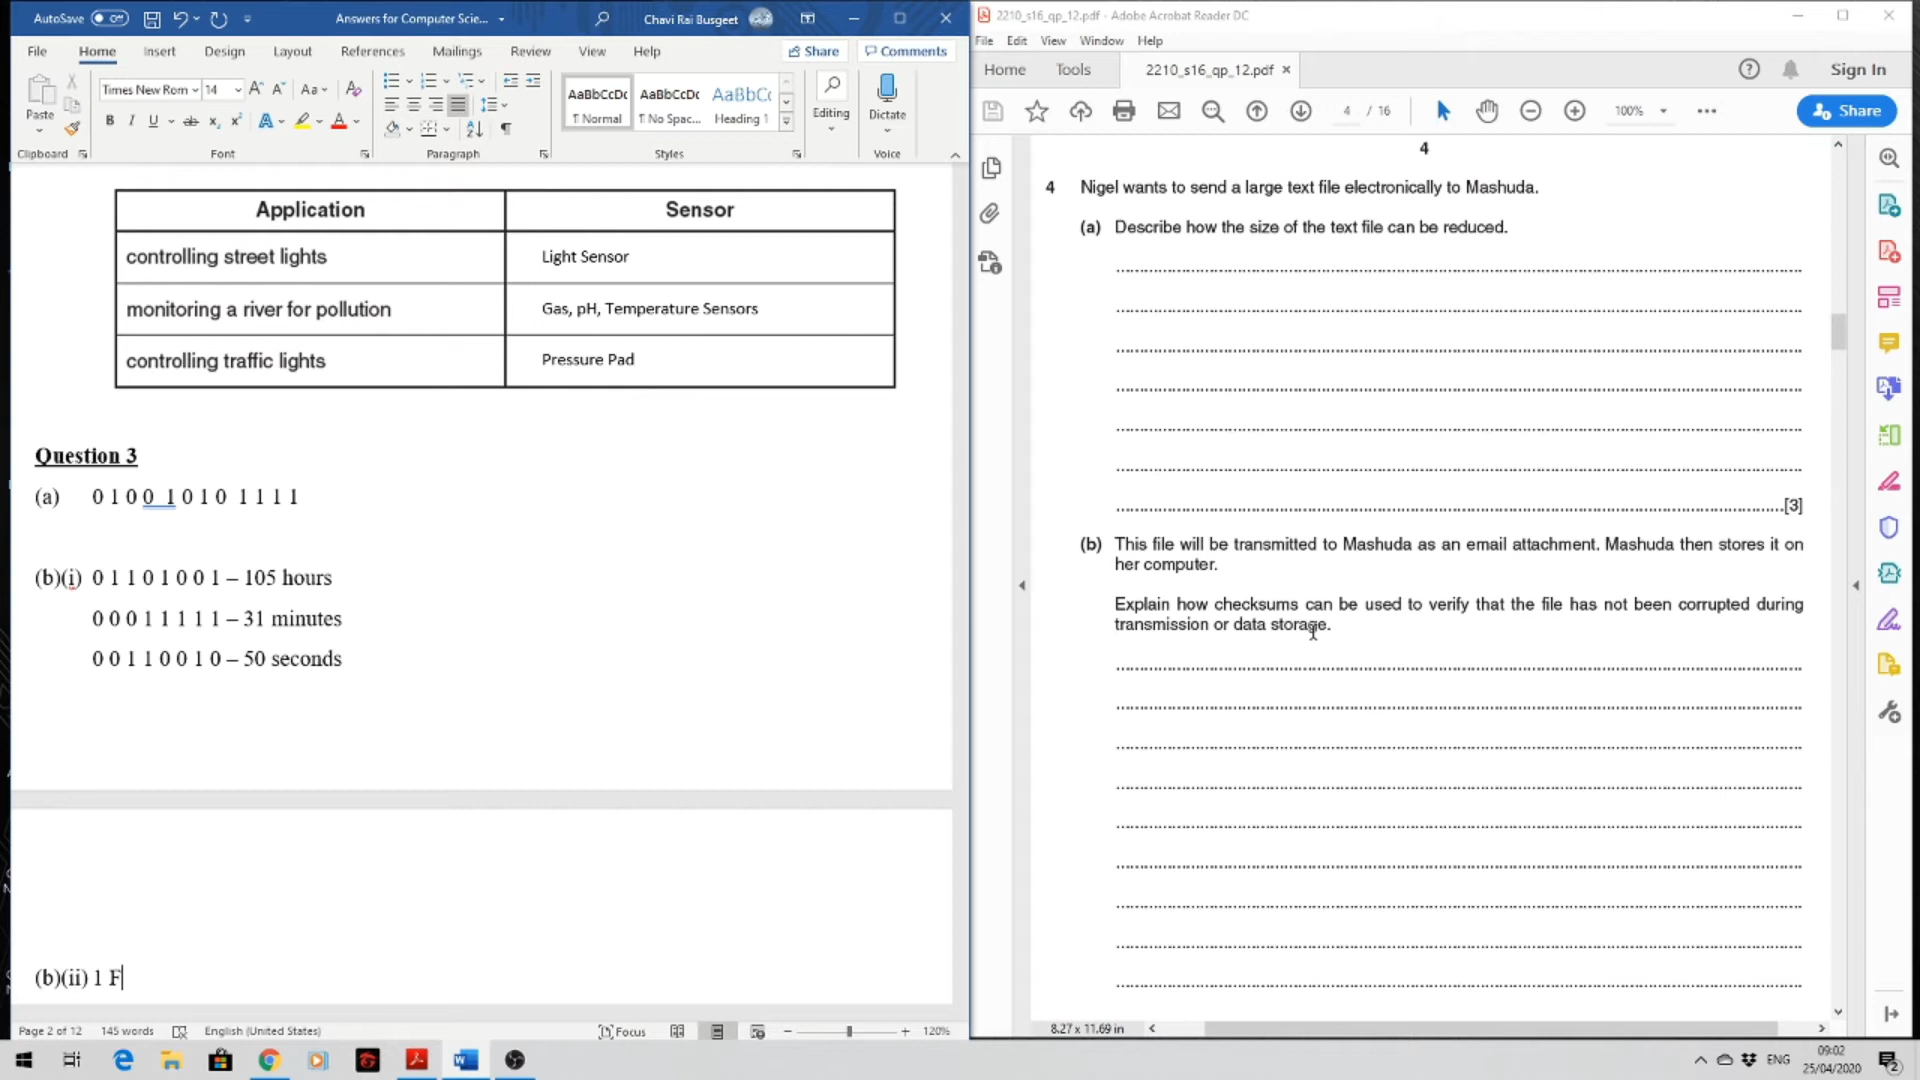 AutoSave Off
Answers for Computer Scie...
Chavi Rai Busgeet
File Home Insert Design Layout References Mailings Review View Help
Share Comments
Paste
Times New Rom 14
B I U ab x₂ x²
AaBbCcDc AaBbCcDc AaBbCc
¶ Normal ¶ No Spac... Heading 1
Editing
Dictate
Clipboard Font Paragraph Styles Voice
Application Sensor
controlling street lights Light Sensor
monitoring a river for pollution Gas, pH, Temperature Sensors
controlling traffic lights Pressure Pad
Question 3
(a) 0 1 0 0 1 0 1 0 1 1 1 1
(b)(i) 0 1 1 0 1 0 0 1 – 105 hours
0 0 0 1 1 1 1 1 – 31 minutes
0 0 1 1 0 0 1 0 – 50 seconds
(b)(ii) 1 F
Page 2 of 12 145 words English (United States) Focus 120%
2210_s16_qp_12.pdf - Adobe Acrobat Reader DC
File Edit View Window Help
Home Tools 2210_s16_qp_12.pdf × Sign In
4 / 16 100% Share
4
4 Nigel wants to send a large text file electronically to Mashuda.
(a) Describe how the size of the text file can be reduced.
[3]
(b) This file will be transmitted to Mashuda as an email attachment. Mashuda then stores it on
her computer.
Explain how checksums can be used to verify that the file has not been corrupted during
transmission or data storage.
8.27 x 11.69 in
ENG
09:02
25/04/2020
2